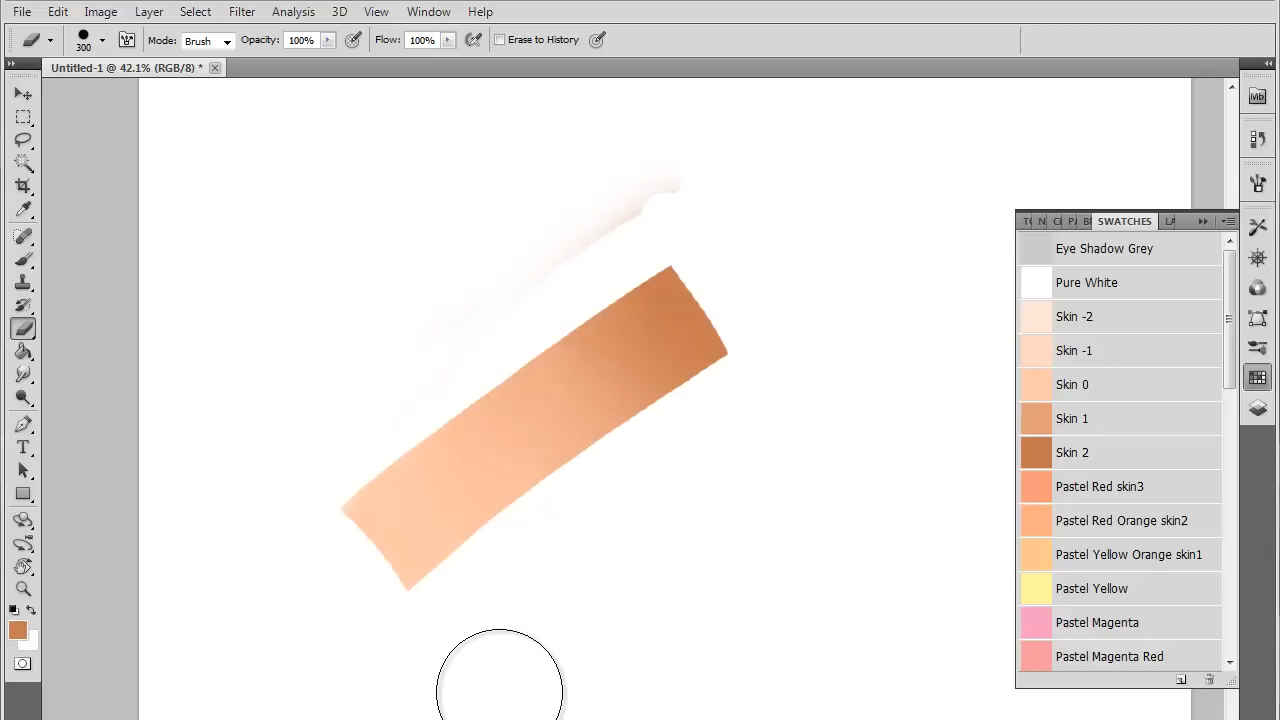 File Edit Image Layer Select Filter Analysis 3D View Window Help
300 Mode: Brush Opacity: 100% Flow: 100% Erase to History
Untitled-1 @ 42.1% (RGB/8) *
Mb
SWATCHES
Eye Shadow Grey
Pure White
Skin -2
Skin -1
Skin 0
Skin 1
Skin 2
Pastel Red skin3
Pastel Red Orange skin2
Pastel Yellow Orange skin1
Pastel Yellow
Pastel Magenta
Pastel Magenta Red